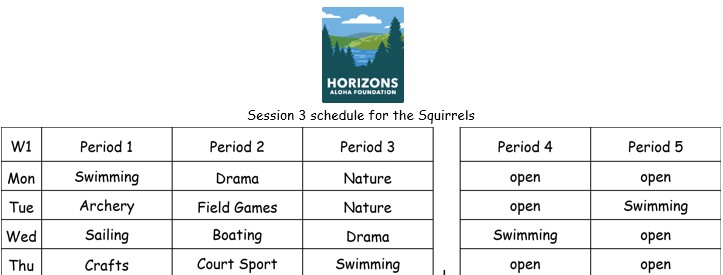 HORIZONS
ALOHA FOUNDATION
Session 3 schedule for the Squirrels
W1 Period 1 Period 2 Period 3 Period 4 Period 5
Mon Swimming Drama Nature open open
Tue Archery Field Games Nature open Swimming
Wed Sailing Boating Drama Swimming open
Thu Crafts Court Sport Swimming open open